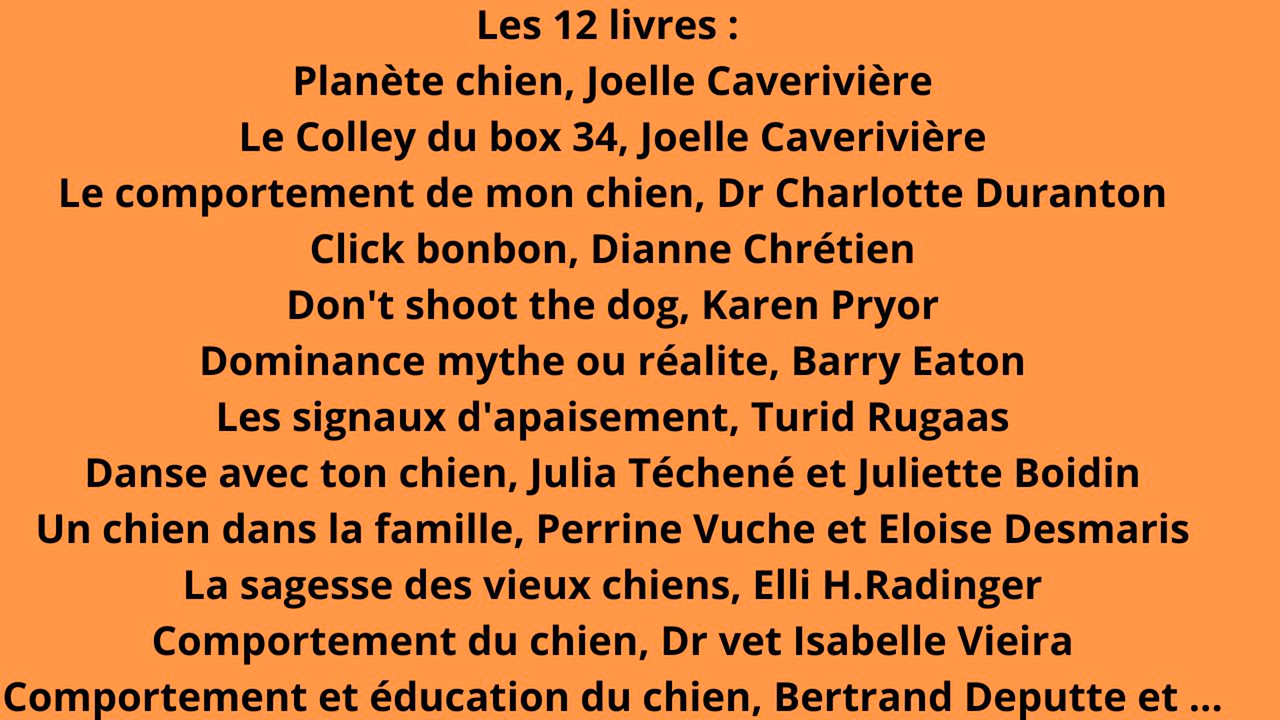 Les 12 livres :
Planète chien, Joelle Caverivière
Le Colley du box 34, Joelle Caverivière
Le comportement de mon chien, Dr Charlotte Duranton
Click bonbon, Dianne Chrétien
Don't shoot the dog, Karen Pryor
Dominance mythe ou réalite, Barry Eaton
Les signaux d'apaisement, Turid Rugaas
Danse avec ton chien, Julia Téchené et Juliette Boidin
Un chien dans la famille, Perrine Vuche et Eloise Desmaris
La sagesse des vieux chiens, Elli H.Radinger
Comportement du chien, Dr vet Isabelle Vieira
Comportement et éducation du chien, Bertrand Deputte et ...